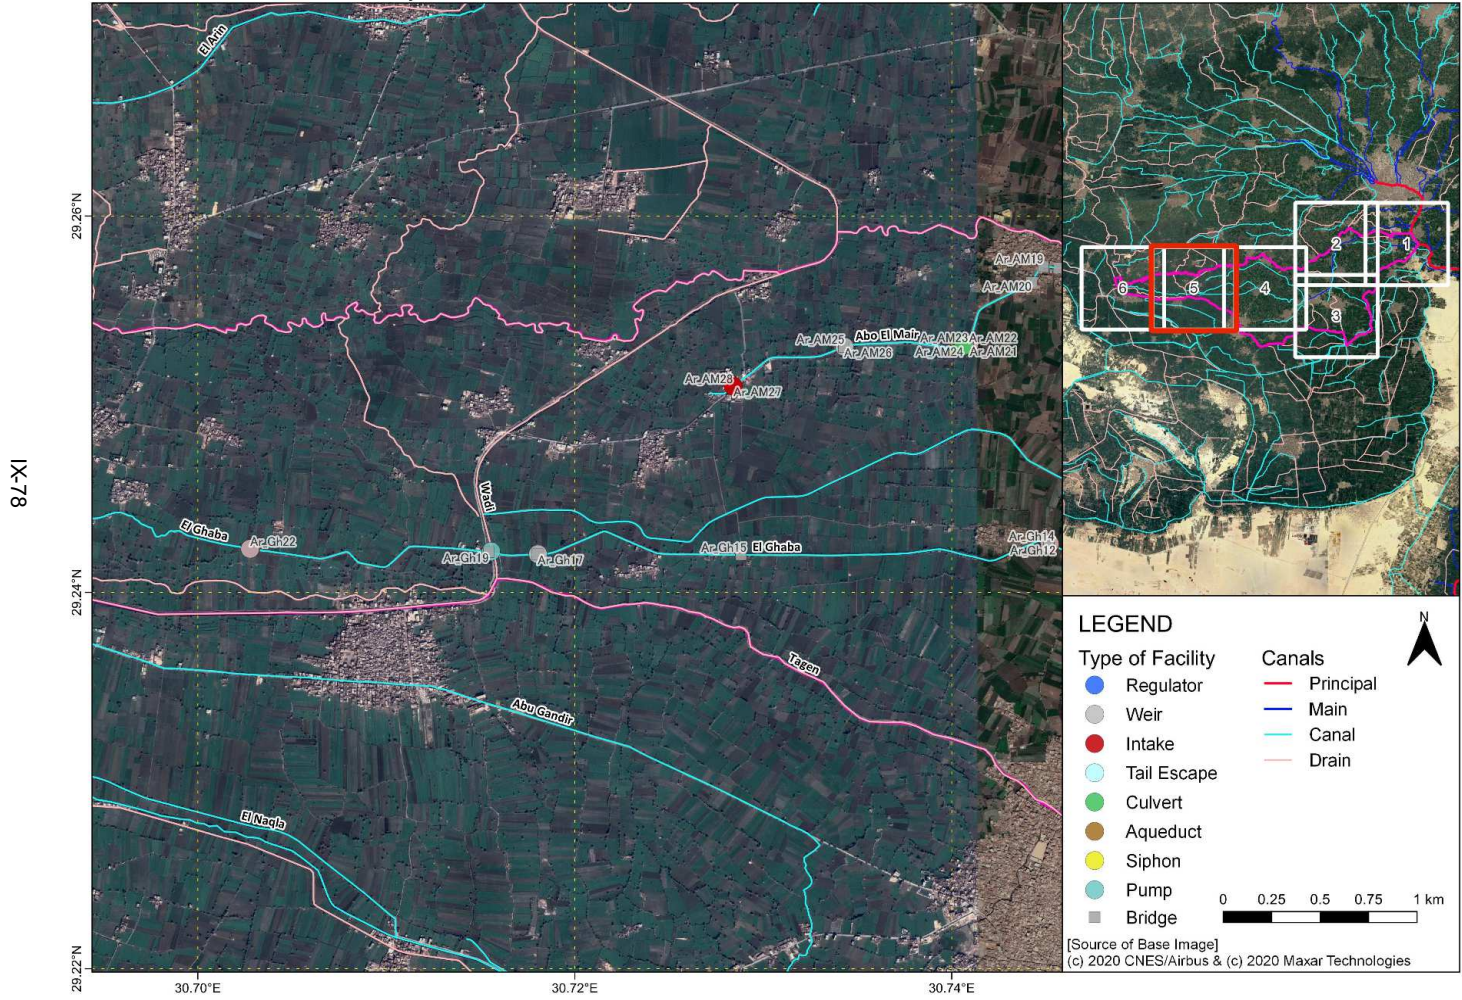 IX-78
29.26°N
29.24°N
29.22°N
30.70°E
30.72°E
30.74°E
El Arin
Ar_AM19
Ar_AM20
Ar_AM25
Abo El Mair
Ar_AM23
Ar_AM22
Ar_AM26
Ar_AM24
Ar_AM21
Ar_AM28
Ar_AM27
Wadi
El Ghaba
Ar_Gh22
Ar_Gh19
Ar_Gh17
Ar_Gh15
El Ghaba
Ar_Gh14
Ar_Gh12
Tagen
Abu Gandir
El Naqla
1
2
3
4
5
6
LEGEND
N
Type of Facility
Regulator
Weir
Intake
Tail Escape
Culvert
Aqueduct
Siphon
Pump
Bridge
Canals
Principal
Main
Canal
Drain
0 0.25 0.5 0.75 1 km
[Source of Base Image]
(c) 2020 CNES/Airbus & (c) 2020 Maxar Technologies